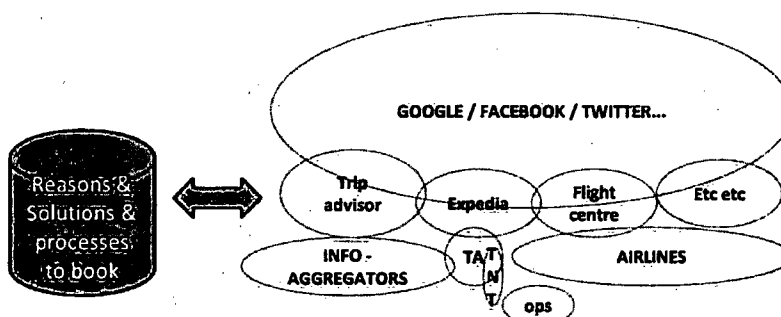 GOOGLE / FACEBOOK / TWITTER...
Reasons &
Solutions &
processes
to book
Trip
advisor
Expedia
Flight
centre
Etc etc
INFO -
AGGREGATORS
TA
TNT
AIRLINES
ops